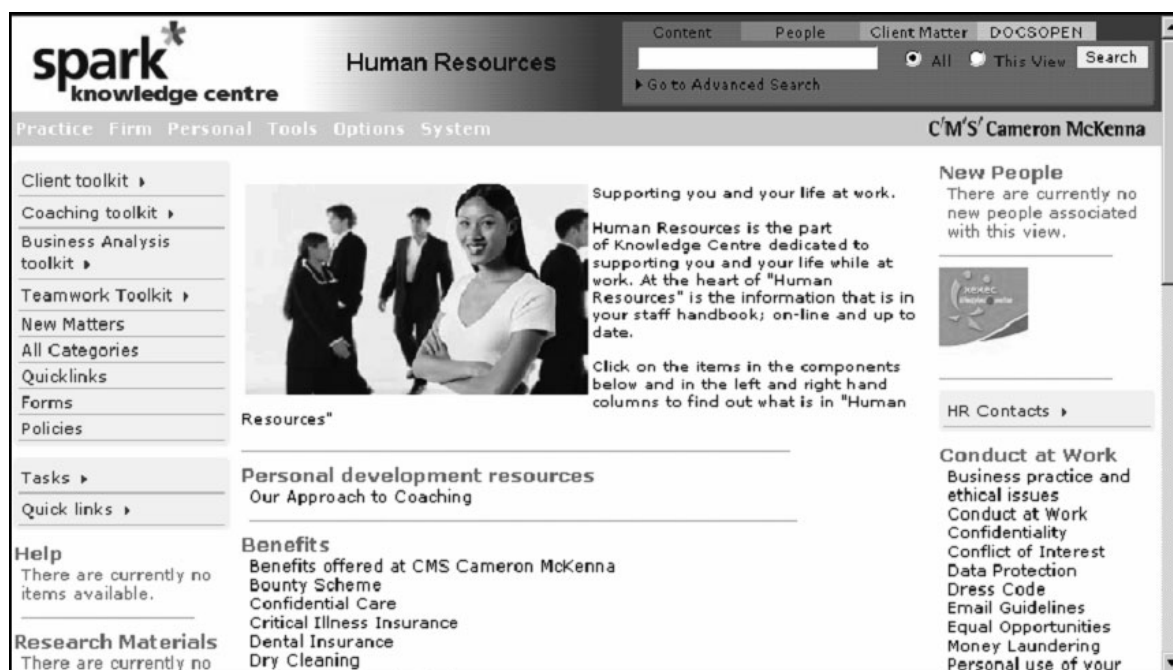 spark*
knowledge centre
Human Resources
Content People Client Matter DOCSOPEN
All This View Search
Go to Advanced Search
Practice Firm Personal Tools Options System
C'M'S' Cameron McKenna
Client toolkit
Coaching toolkit
Business Analysis
toolkit
Teamwork Toolkit
New Matters
All Categories
Quicklinks
Forms
Policies
Tasks
Quick links
Help
There are currently no
items available.
Research Materials
There are currently no
Supporting you and your life at work.
Human Resources is the part
of Knowledge Centre dedicated to
supporting you and your life while at
work. At the heart of "Human
Resources" is the information that is in
your staff handbook; on-line and up to
date.
Click on the items in the components
below and in the left and right hand
columns to find out what is in "Human
Resources"
Personal development resources
Our Approach to Coaching
Benefits
Benefits offered at CMS Cameron McKenna
Bounty Scheme
Confidential Care
Critical Illness Insurance
Dental Insurance
Dry Cleaning
New People
There are currently no
new people associated
with this view.
HR Contacts
Conduct at Work
Business practice and
ethical issues
Conduct at Work
Confidentiality
Conflict of Interest
Data Protection
Dress Code
Email Guidelines
Equal Opportunities
Money Laundering
Personal use of your